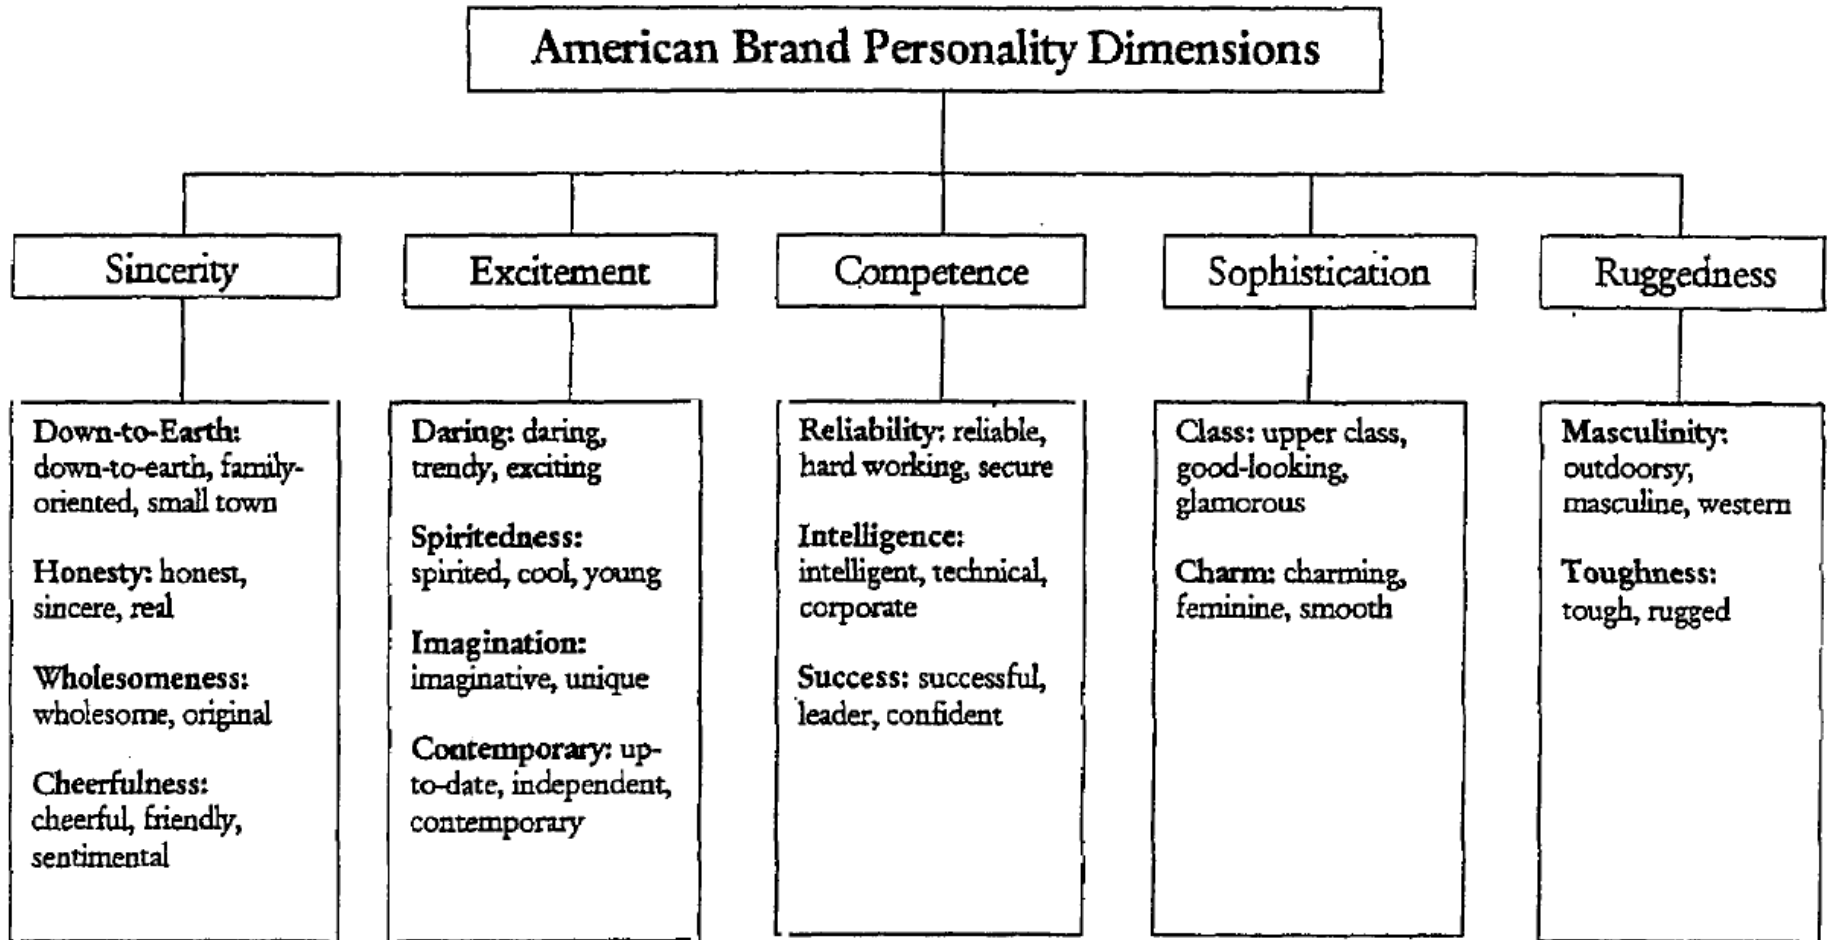 American Brand Personality Dimensions
Sincerity
Excitement
Competence
Sophistication
Ruggedness
Down-to-Earth:
down-to-earth, family-
oriented, small town
Honesty: honest,
sincere, real
Wholesomeness:
wholesome, original
Cheerfulness:
cheerful, friendly,
sentimental
Daring: daring,
trendy, exciting
Spiritedness:
spirited, cool, young
Imagination:
imaginative, unique
Contemporary: up-
to-date, independent,
contemporary
Reliability: reliable,
hard working, secure
Intelligence:
intelligent, technical,
corporate
Success: successful,
leader, confident
Class: upper class,
good-looking,
glamorous
Charm: charming,
feminine, smooth
Masculinity:
outdoorsy,
masculine, western
Toughness:
tough, rugged